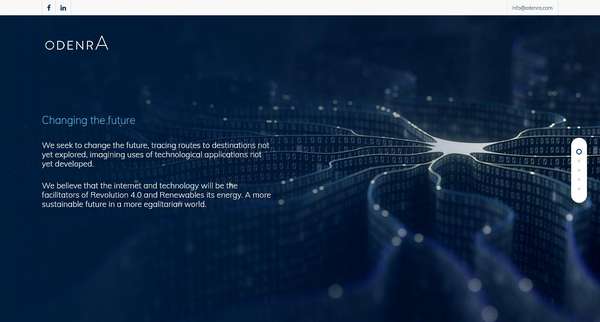 info@odenra.com
ODENRA
Changing the future
We seek to change the future, tracing routes to destinations not
yet explored, imagining uses of technological applications not
yet developed.
We believe that the internet and technology will be the
facilitators of Revolution 4.0 and Renewables its energy. A more
sustainable future in a more egalitarian world.